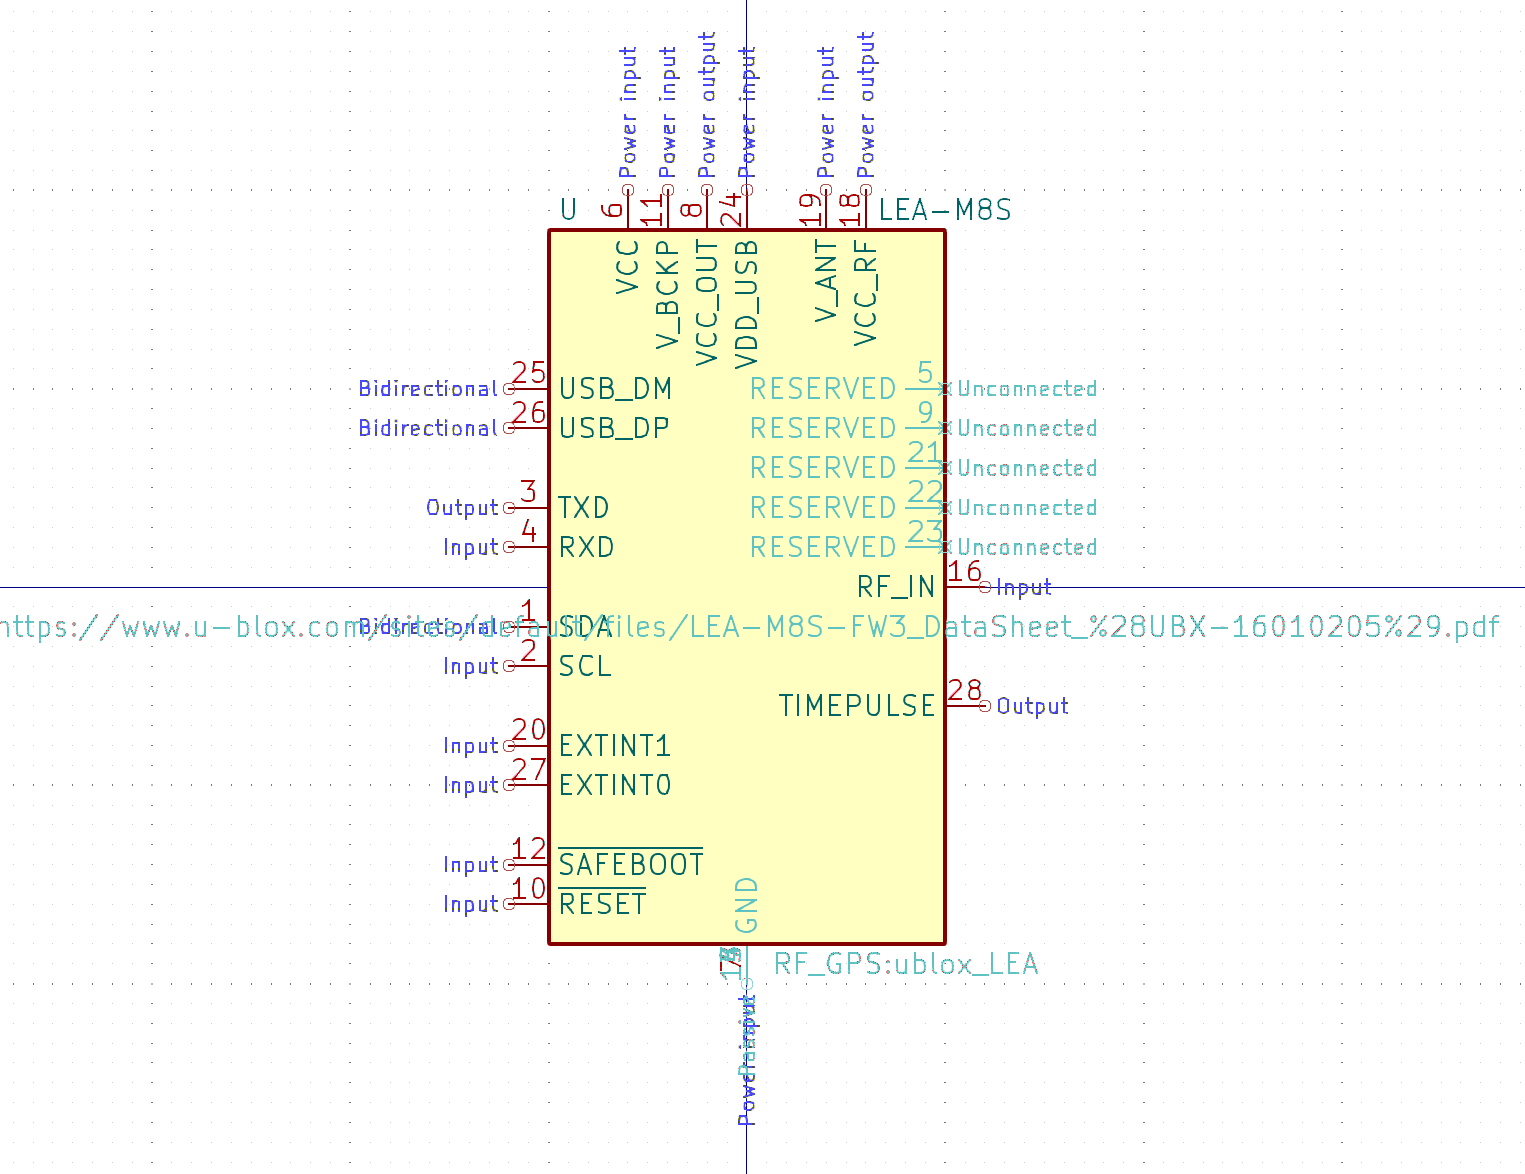 Power input
Power input
Power output
Power input
Power input
Power output
6
11
8
24
19
18
U
LEA-M8S
VCC
V_BCKP
VCC_OUT
VDD_USB
V_ANT
VCC_RF
Bidirectional 25 USB_DM
RESERVED 5 Unconnected
Bidirectional 26 USB_DP
RESERVED 9 Unconnected
RESERVED 21 Unconnected
Output 3 TXD
RESERVED 22 Unconnected
Input 4 RXD
RESERVED 23 Unconnected
RF_IN 16 Input
Bidirectional 1 SDA
https://www.u-blox.com/sites/default/files/LEA-M8S-FW3_DataSheet_%28UBX-16010205%29.pdf
Input 2 SCL
TIMEPULSE 28 Output
Input 20 EXTINT1
Input 27 EXTINT0
Input 12 SAFEBOOT
Input 10 RESET
GND
RF_GPS:ublox_LEA
Power input
Passive